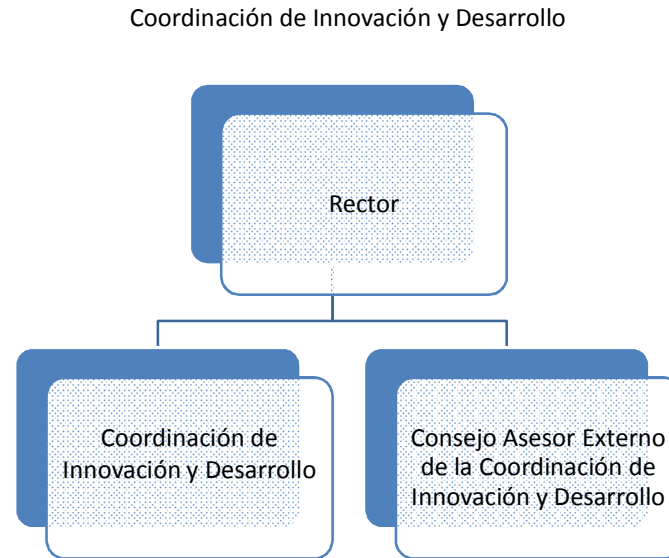 Coordinación de Innovación y Desarrollo
Rector
Coordinación de
Innovación y Desarrollo
Consejo Asesor Externo
de la Coordinación de
Innovación y Desarrollo